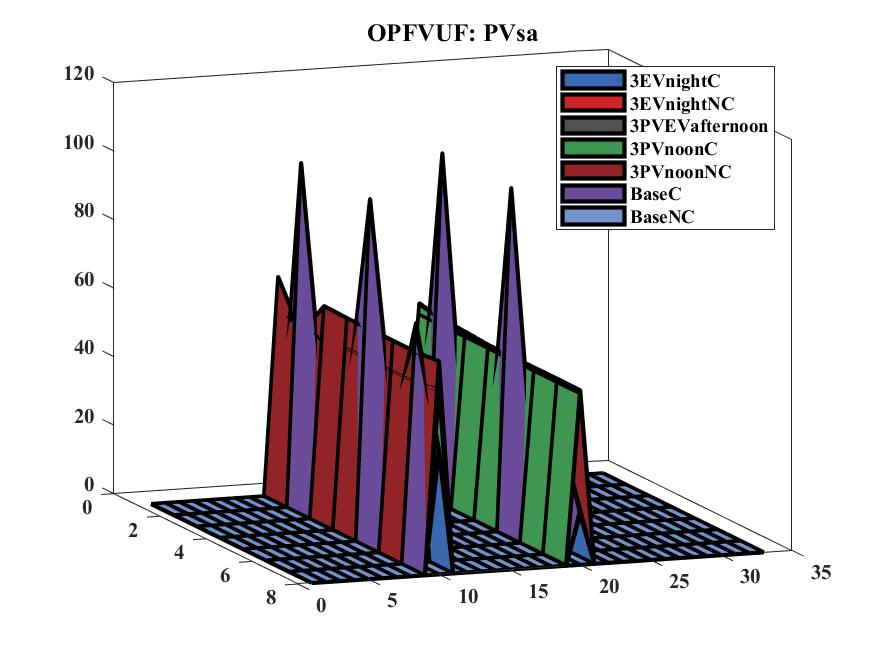 OPFVUF: PVsa
3EVnightC
3EVnightNC
3PVEVafternoon
3PVnoonC
3PVnoonNC
BaseC
BaseNC
120
100
80
60
40
20
0
0
2
4
6
8
0
5
10
15
20
25
30
35